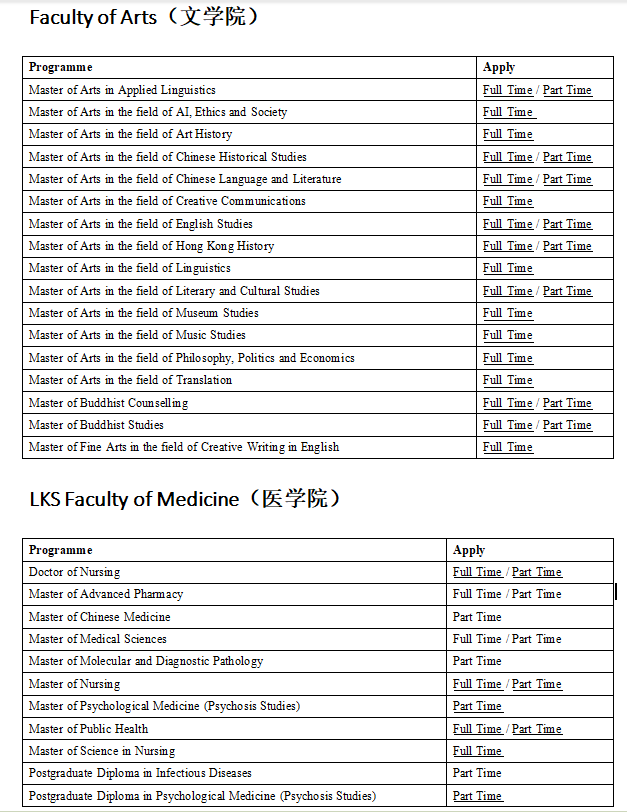 Faculty of Arts（文学院）
Programme Apply
Master of Arts in Applied Linguistics Full Time / Part Time
Master of Arts in the field of AI, Ethics and Society Full Time
Master of Arts in the field of Art History Full Time
Master of Arts in the field of Chinese Historical Studies Full Time / Part Time
Master of Arts in the field of Chinese Language and Literature Full Time / Part Time
Master of Arts in the field of Creative Communications Full Time
Master of Arts in the field of English Studies Full Time / Part Time
Master of Arts in the field of Hong Kong History Full Time / Part Time
Master of Arts in the field of Linguistics Full Time
Master of Arts in the field of Literary and Cultural Studies Full Time / Part Time
Master of Arts in the field of Museum Studies Full Time
Master of Arts in the field of Music Studies Full Time
Master of Arts in the field of Philosophy, Politics and Economics Full Time
Master of Arts in the field of Translation Full Time
Master of Buddhist Counselling Full Time / Part Time
Master of Buddhist Studies Full Time / Part Time
Master of Fine Arts in the field of Creative Writing in English Full Time
LKS Faculty of Medicine（医学院）
Programme Apply
Doctor of Nursing Full Time / Part Time
Master of Advanced Pharmacy Full Time / Part Time
Master of Chinese Medicine Part Time
Master of Medical Sciences Full Time / Part Time
Master of Molecular and Diagnostic Pathology Part Time
Master of Nursing Full Time / Part Time
Master of Psychological Medicine (Psychosis Studies) Part Time
Master of Public Health Full Time / Part Time
Master of Science in Nursing Full Time
Postgraduate Diploma in Infectious Diseases Part Time
Postgraduate Diploma in Psychological Medicine (Psychosis Studies) Part Time